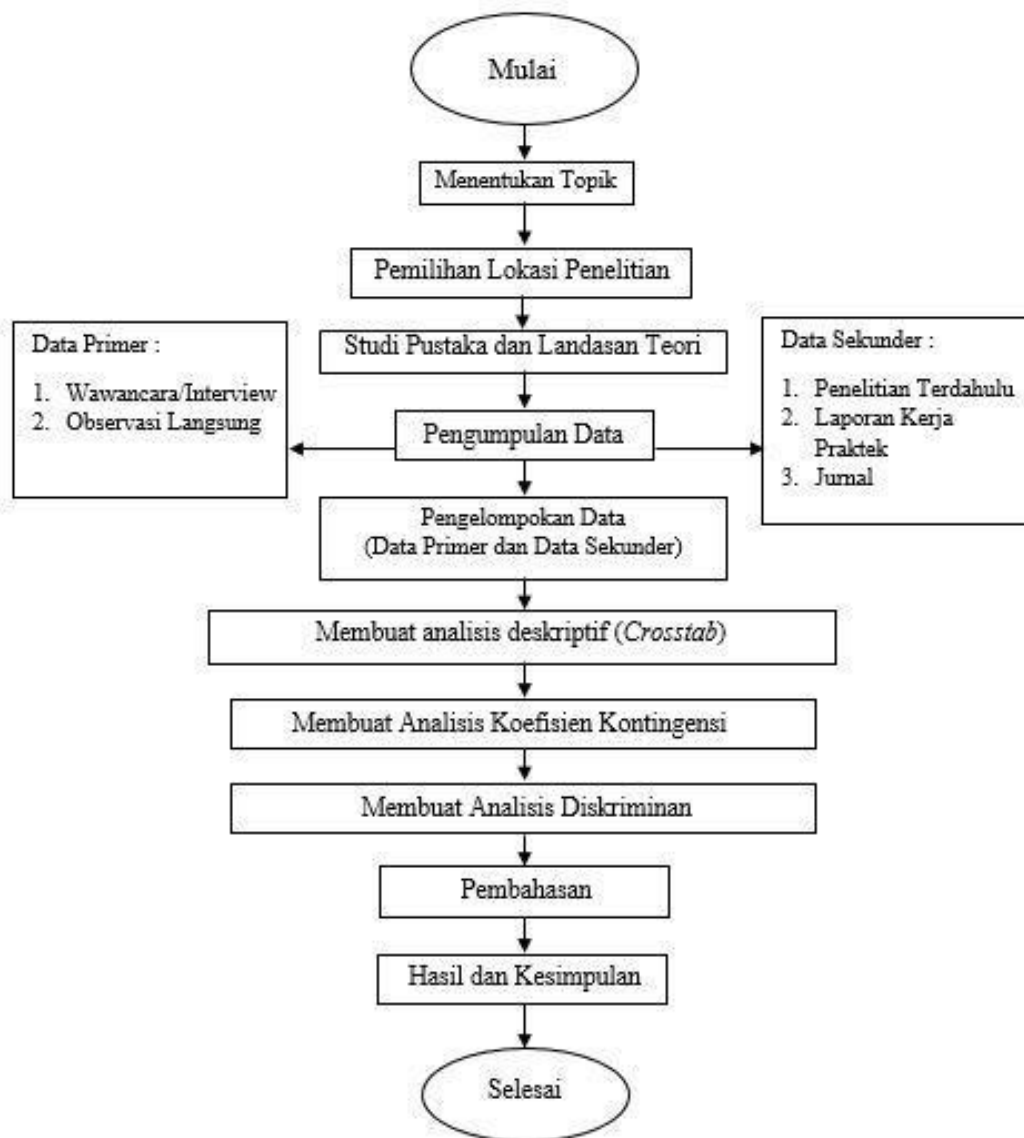 Mulai
Menentukan Topik
Pemilihan Lokasi Penelitian
Studi Pustaka dan Landasan Teori
Data Primer :
1. Wawancara/Interview
2. Observasi Langsung
Pengumpulan Data
Data Sekunder :
1. Penelitian Terdahulu
2. Laporan Kerja
Praktek
3. Jurnal
Pengelompokan Data
(Data Primer dan Data Sekunder)
Membuat analisis deskriptif (Crosstab)
Membuat Analisis Koefisien Kontingensi
Membuat Analisis Diskriminan
Pembahasan
Hasil dan Kesimpulan
Selesai